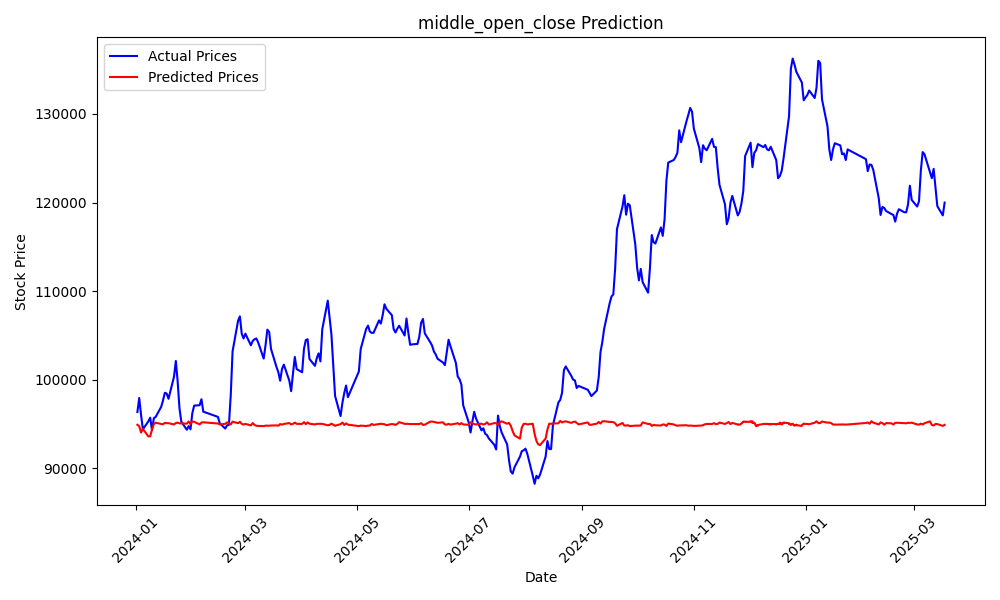 middle_open_close Prediction
Actual Prices
Predicted Prices
Stock Price
130000
120000
110000
100000
90000
2024-01
2024-03
2024-05
2024-07
2024-09
2024-11
2025-01
2025-03
Date